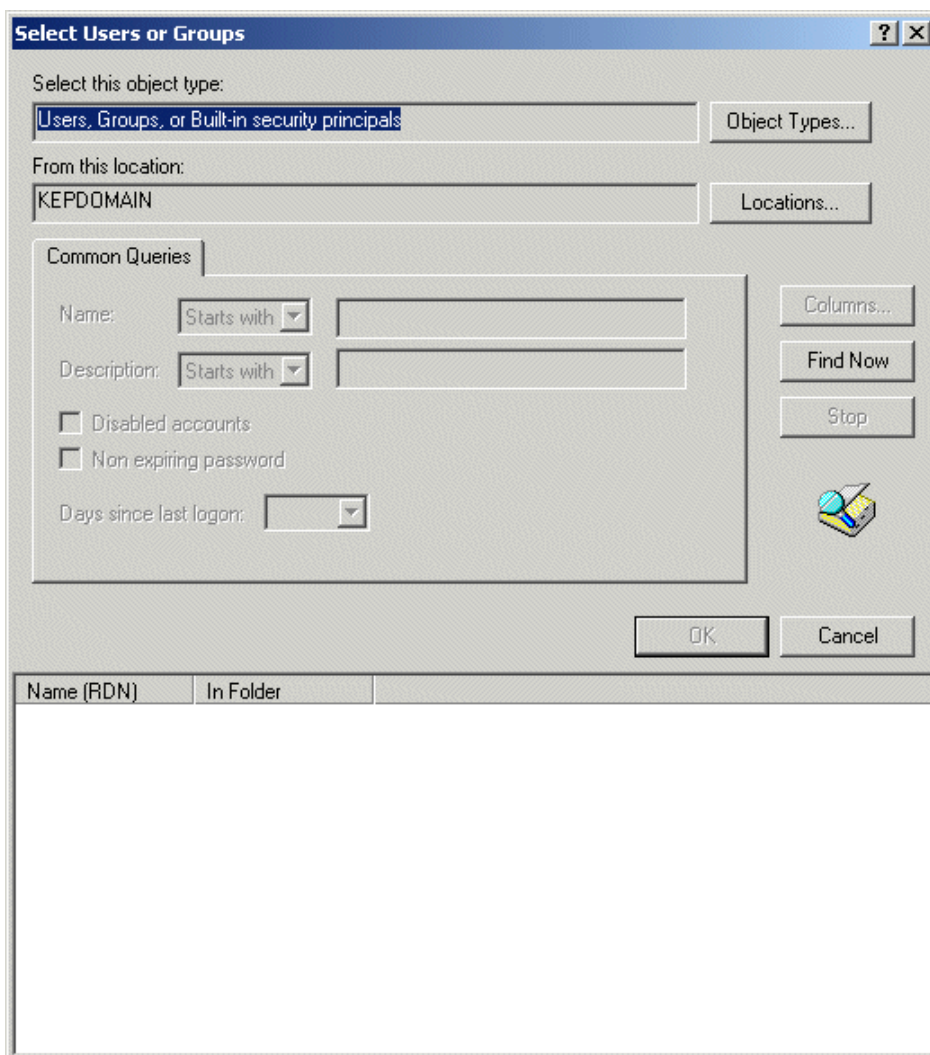 Select Users or Groups
Select this object type:
Users, Groups, or Built-in security principals
Object Types...
From this location:
KEPDOMAIN
Locations...
Common Queries
Name:
Starts with
Columns...
Description:
Starts with
Find Now
Disabled accounts
Stop
Non expiring password
Days since last logon:
OK
Cancel
Name (RDN)
In Folder